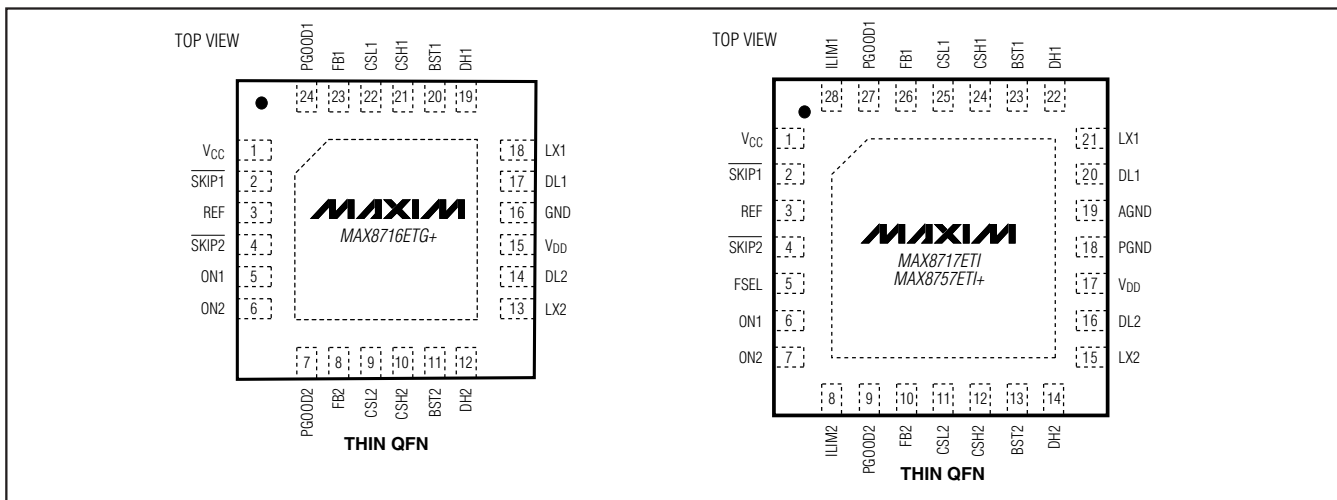 TOP VIEW
PGOOD1
FB1
CSL1
CSH1
BST1
DH1
24 23 22 21 20 19
VCC 1
SKIP1 2
REF 3
SKIP2 4
ON1 5
ON2 6
18 LX1
17 DL1
16 GND
15 VDD
14 DL2
13 LX2
MAXIM
MAX8716ETG+
7 8 9 10 11 12
PGOOD2
FB2
CSL2
CSH2
BST2
DH2
THIN QFN
TOP VIEW
ILIM1
PGOOD1
FB1
CSL1
CSH1
BST1
DH1
28 27 26 25 24 23 22
VCC 1
SKIP1 2
REF 3
SKIP2 4
FSEL 5
ON1 6
ON2 7
21 LX1
20 DL1
19 AGND
18 PGND
17 VDD
16 DL2
15 LX2
MAXIM
MAX8717ETI
MAX8757ETI+
8 9 10 11 12 13 14
ILIM2
PGOOD2
FB2
CSL2
CSH2
BST2
DH2
THIN QFN